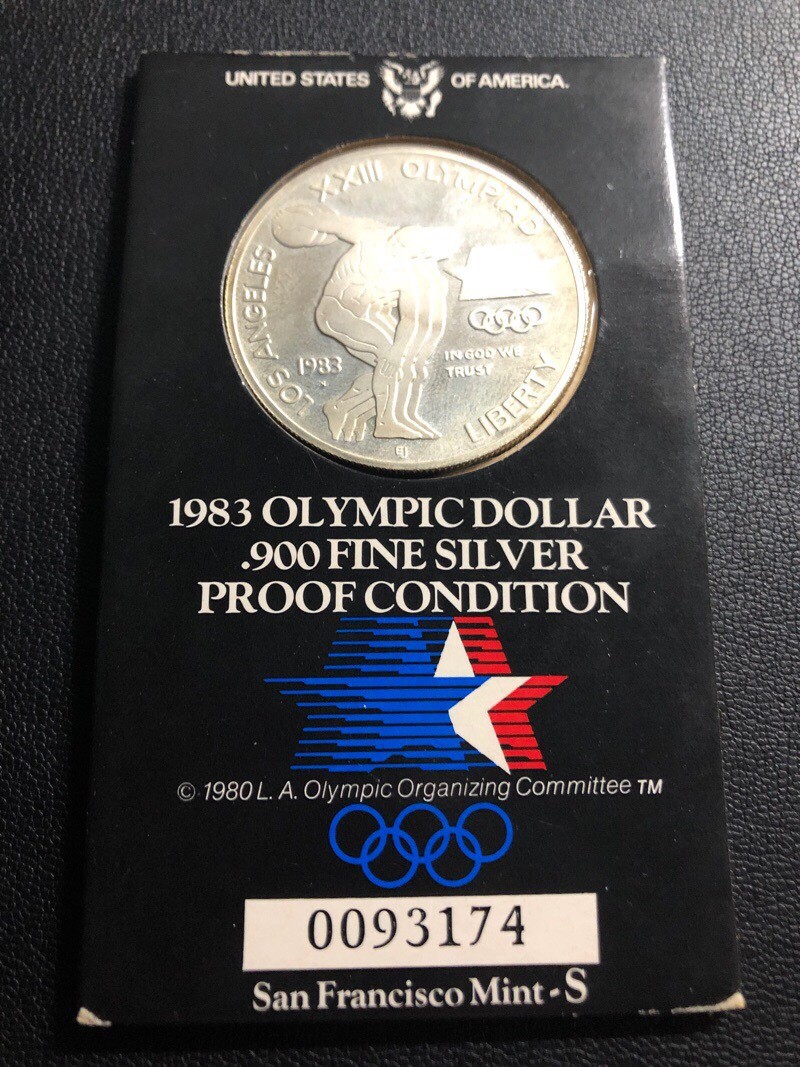 UNITED STATES OF AMERICA.
XXIII OLYMPIAD
LOS ANGELES
1983
IN GOD WE
TRUST
LIBERTY
EJ
1983 OLYMPIC DOLLAR
.900 FINE SILVER
PROOF CONDITION
© 1980 L. A. Olympic Organizing Committee TM
0093174
San Francisco Mint-S